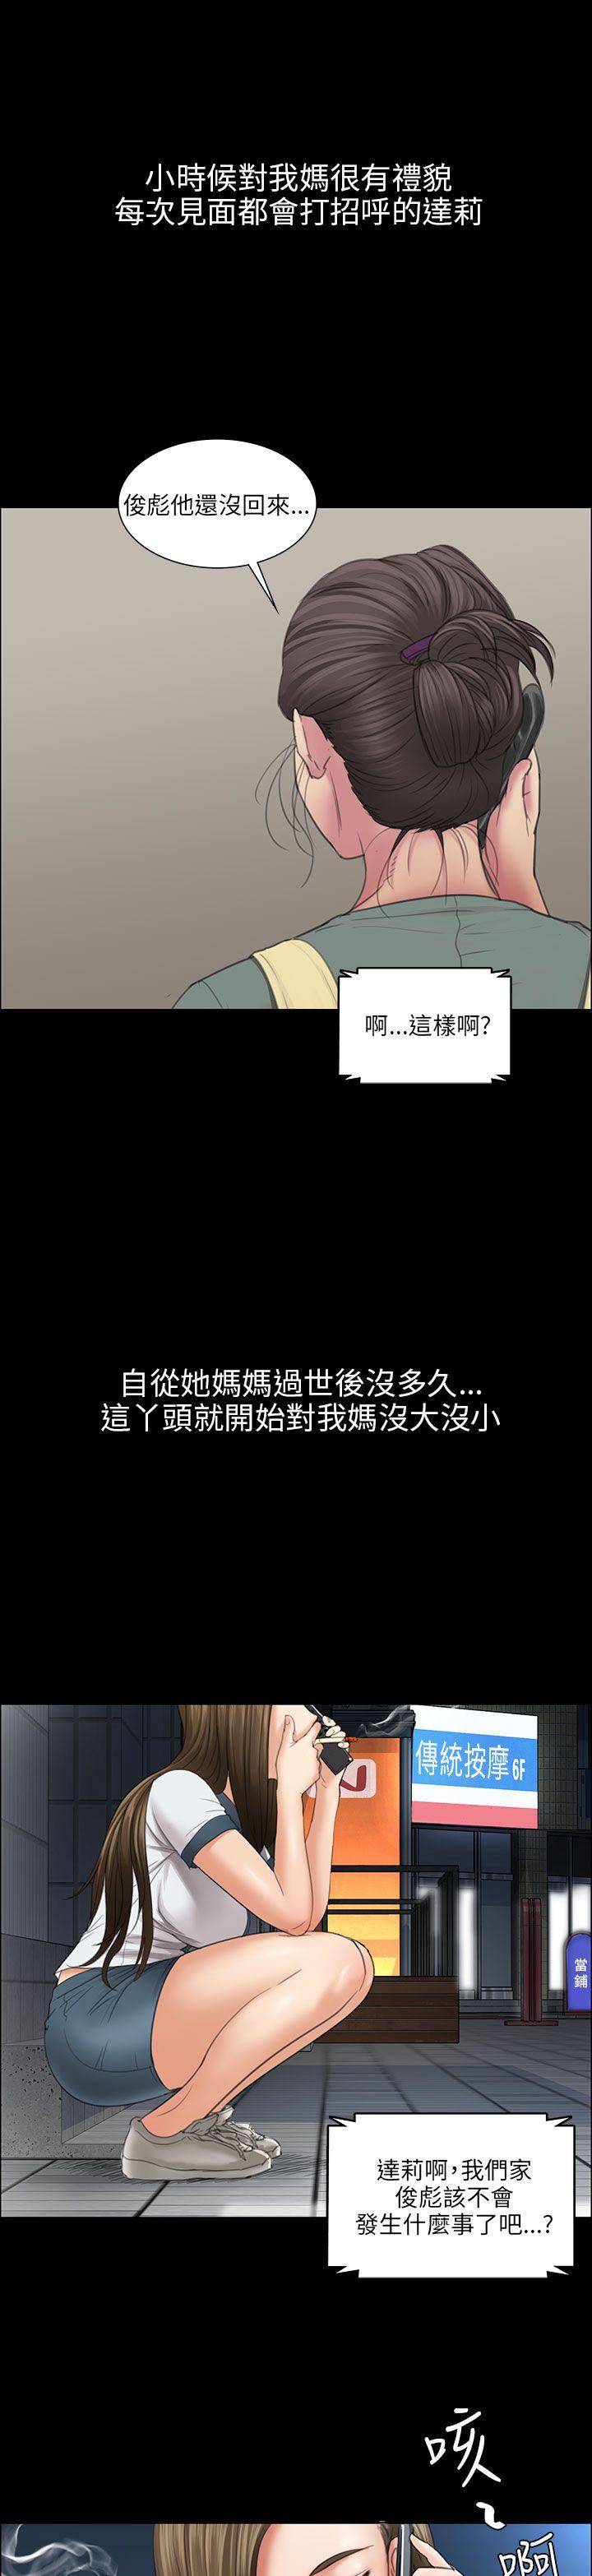 小時候對我媽很有禮貌
每次見面都會打招呼的達莉
俊彪他還沒回來...
啊...這樣啊?
自從她媽媽過世後沒多久...
這丫頭就開始對我媽沒大沒小
傳統按摩 6F
當鋪
達莉啊,我們家
俊彪該不會
發生什麼事了吧...?
咳
啊